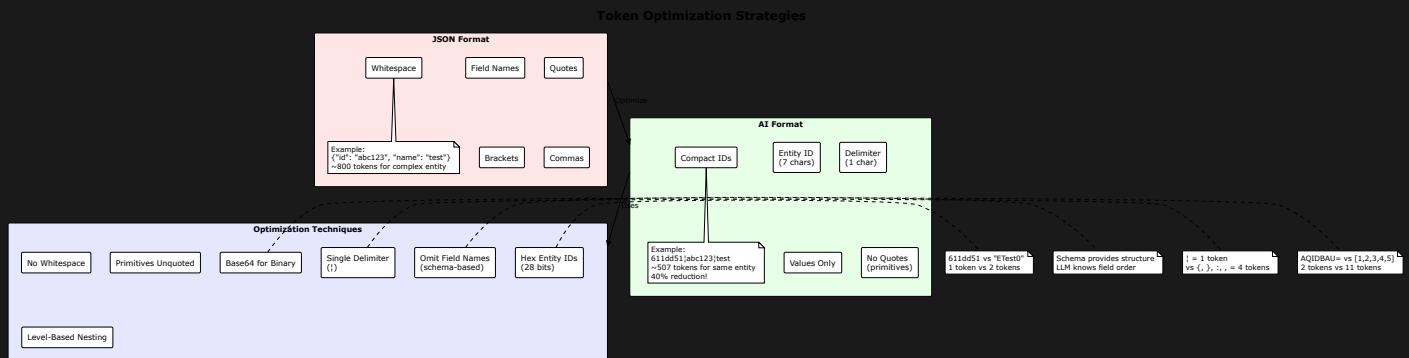 Token Optimization Strategies
JSON Format
Whitespace
Field Names
Quotes
Example:
{"id": "abc123", "name": "test"}
~800 tokens for complex entity
Brackets
Commas
Optimize
AI Format
Compact IDs
Entity ID
(7 chars)
Delimiter
(1 char)
Example:
611dd51¦abc123¦test
~507 tokens for same entity
40% reduction!
Values Only
No Quotes
(primitives)
Uses
Optimization Techniques
No Whitespace
Primitives Unquoted
Base64 for Binary
Single Delimiter
(¦)
Omit Field Names
(schema-based)
Hex Entity IDs
(28 bits)
Level-Based Nesting
611dd51 vs "ETest0"
1 token vs 2 tokens
Schema provides structure
LLM knows field order
¦ = 1 token
vs {, }, :, , = 4 tokens
AQIDBAU= vs [1,2,3,4,5]
2 tokens vs 11 tokens